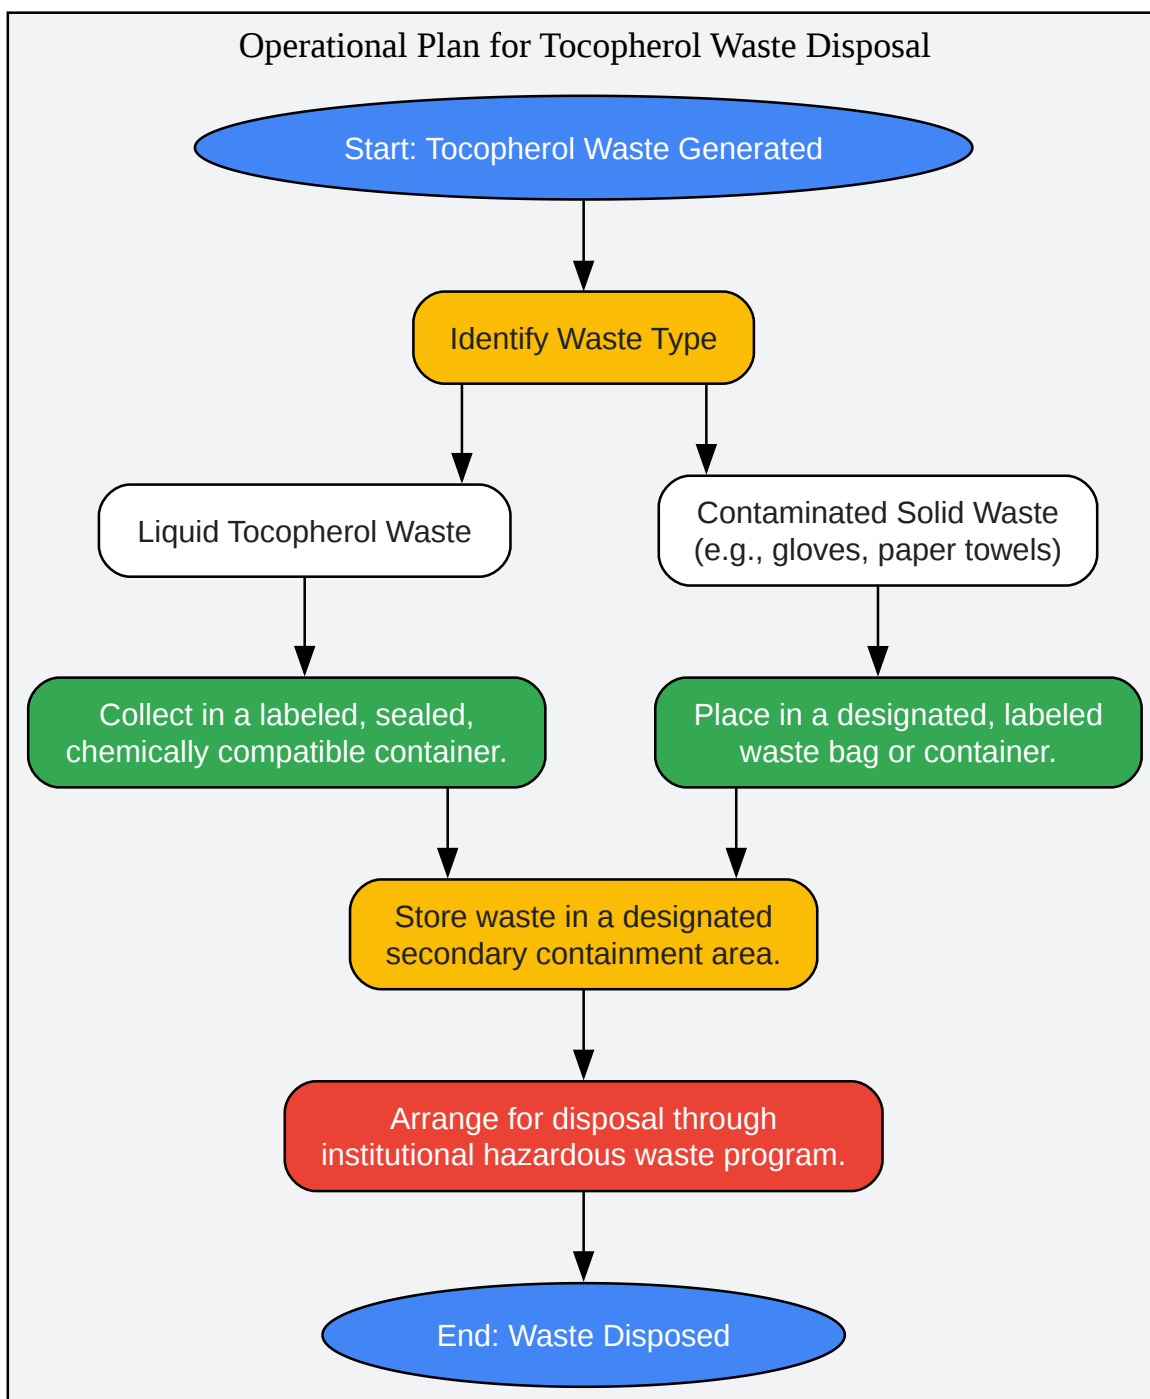 Operational Plan for Tocopherol Waste Disposal
Start: Tocopherol Waste Generated
Identify Waste Type
Liquid Tocopherol Waste
Contaminated Solid Waste
(e.g., gloves, paper towels)
Collect in a labeled, sealed,
chemically compatible container.
Place in a designated, labeled
waste bag or container.
Store waste in a designated
secondary containment area.
Arrange for disposal through
institutional hazardous waste program.
End: Waste Disposed